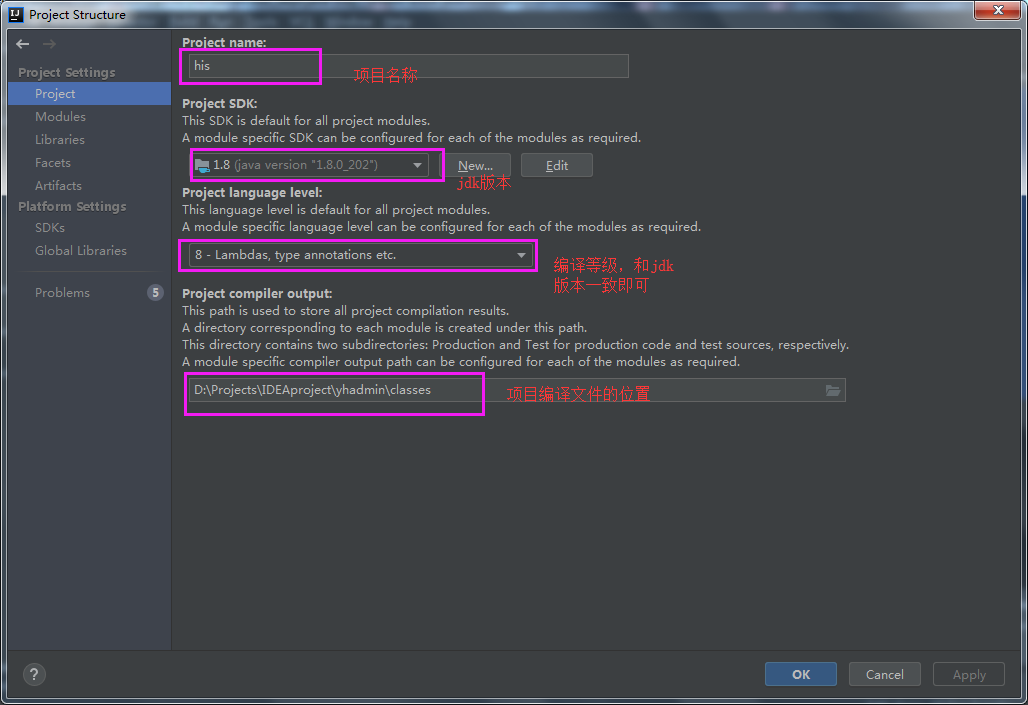 Project Structure
Project Settings
Project
Modules
Libraries
Facets
Artifacts
Platform Settings
SDKs
Global Libraries
Problems 5
Project name:
his 项目名称
Project SDK:
This SDK is default for all project modules.
A module specific SDK can be configured for each of the modules as required.
1.8 (java version "1.8.0_202") New... Edit
jdk版本
Project language level:
This language level is default for all project modules.
A module specific language level can be configured for each of the modules as required.
8 - Lambdas, type annotations etc.
编译等级，和jdk
版本一致即可
Project compiler output:
This path is used to store all project compilation results.
A directory corresponding to each module is created under this path.
This directory contains two subdirectories: Production and Test for production code and test sources, respectively.
A module specific compiler output path can be configured for each of the modules as required.
D:\Projects\IDEAproject\yhadmin\classes 项目编译文件的位置
? OK Cancel Apply